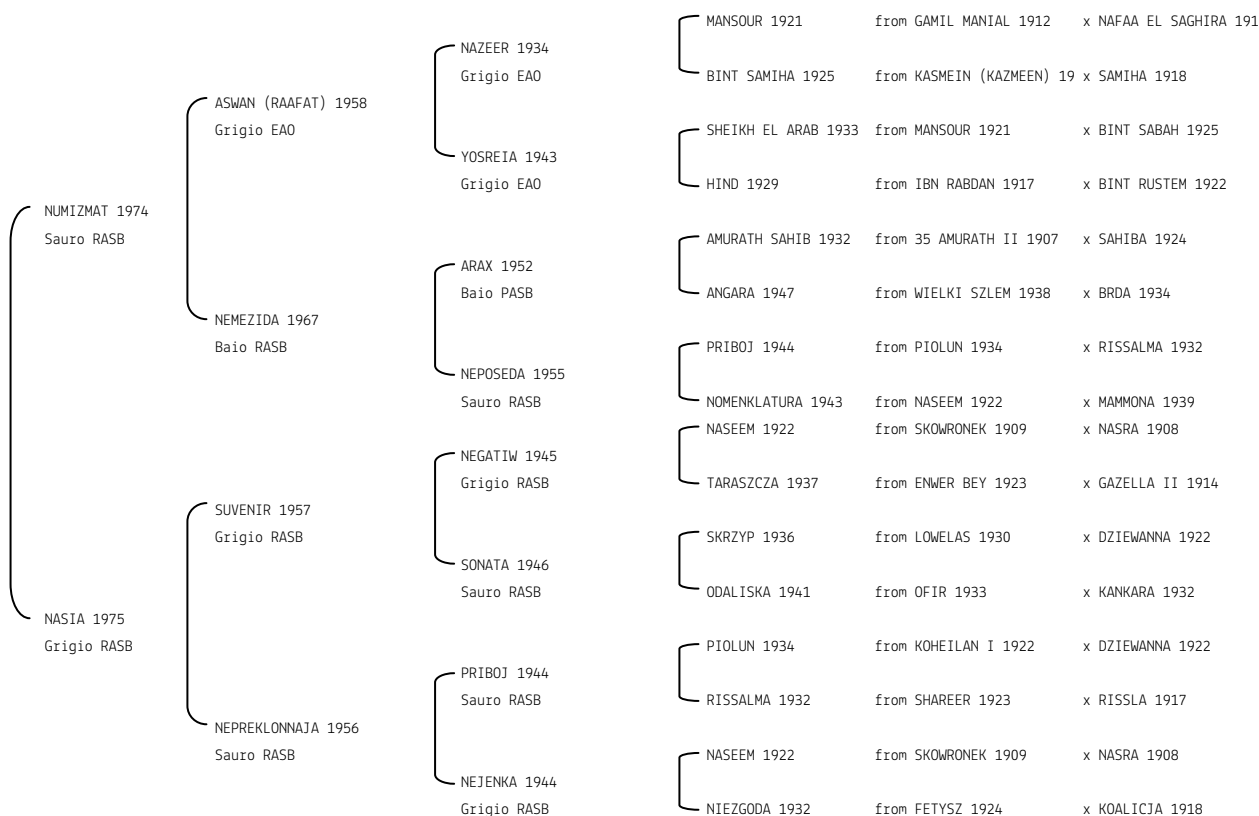 MANSOUR 1921 from GAMIL MANIAL 1912 x NAFAA EL SAGHIRA 191
NAZEER 1934
Grigio EAO
BINT SAMIHA 1925 from KASMEIN (KAZMEEN) 19 x SAMIHA 1918
ASWAN (RAAFAT) 1958
Grigio EAO
SHEIKH EL ARAB 1933 from MANSOUR 1921 x BINT SABAH 1925
YOSREIA 1943
Grigio EAO
HIND 1929 from IBN RABDAN 1917 x BINT RUSTEM 1922
NUMIZMAT 1974
Sauro RASB
AMURATH SAHIB 1932 from 35 AMURATH II 1907 x SAHIBA 1924
ARAX 1952
Baio PASB
ANGARA 1947 from WIELKI SZLEM 1938 x BRDA 1934
NEMEZIDA 1967
Baio RASB
PRIBOJ 1944 from PIOLUN 1934 x RISSALMA 1932
NEPOSEDA 1955
Sauro RASB
NOMENKLATURA 1943 from NASEEM 1922 x MAMMONA 1939
NASEEM 1922 from SKOWRONEK 1909 x NASRA 1908
NEGATIW 1945
Grigio RASB
TARASZCZA 1937 from ENWER BEY 1923 x GAZELLA II 1914
SUVENIR 1957
Grigio RASB
SKRZYP 1936 from LOWELAS 1930 x DZIEWANNA 1922
SONATA 1946
Sauro RASB
ODALISKA 1941 from OFIR 1933 x KANKARA 1932
NASIA 1975
Grigio RASB
PIOLUN 1934 from KOHEILAN I 1922 x DZIEWANNA 1922
PRIBOJ 1944
Sauro RASB
RISSALMA 1932 from SHAREER 1923 x RISSLA 1917
NEPREKLONNAJA 1956
Sauro RASB
NASEEM 1922 from SKOWRONEK 1909 x NASRA 1908
NEJENKA 1944
Grigio RASB
NIEZGODA 1932 from FETYSZ 1924 x KOALICJA 1918